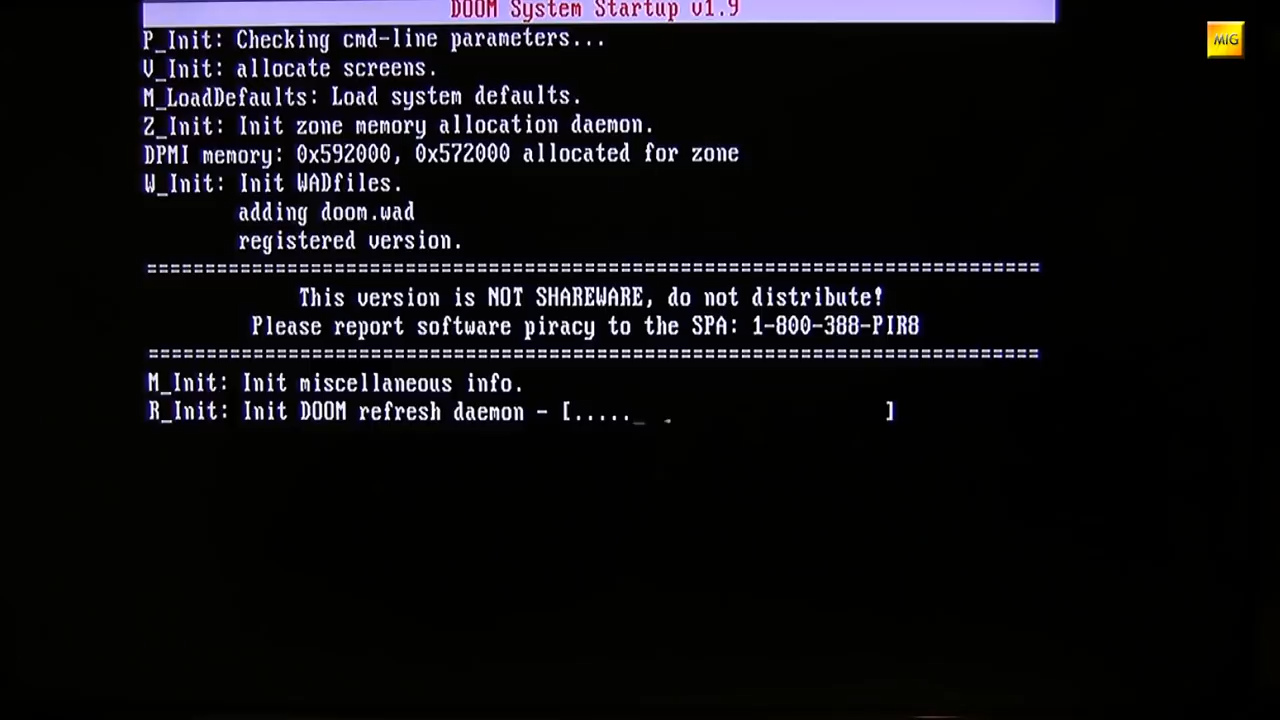 DOOM System Startup v1.9
MIG
P_Init: Checking cmd-line parameters...
V_Init: allocate screens.
M_LoadDefaults: Load system defaults.
Z_Init: Init zone memory allocation daemon.
DPMI memory: 0x592000, 0x572000 allocated for zone
W_Init: Init WADfiles.
adding doom.wad
registered version.
===========================================================================
This version is NOT SHAREWARE, do not distribute!
Please report software piracy to the SPA: 1-800-388-PIR8
===========================================================================
M_Init: Init miscellaneous info.
R_Init: Init DOOM refresh daemon - [..... . ]